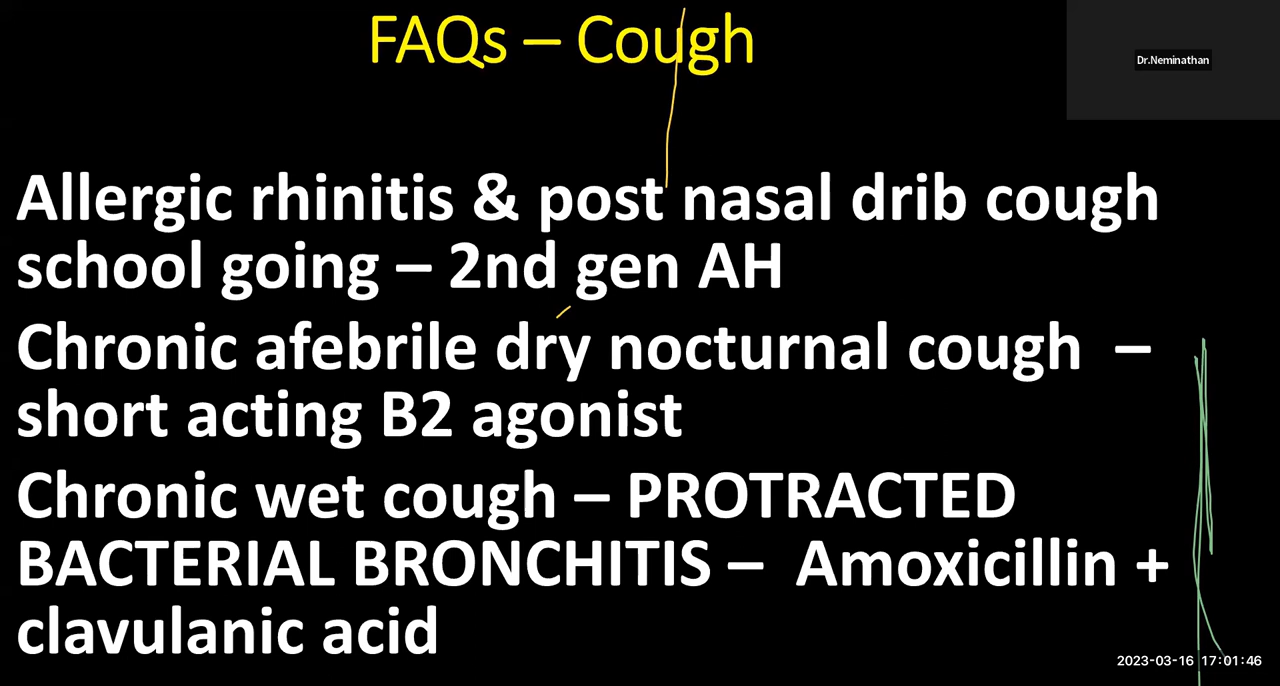 FAQs – Cough
Dr.Neminathan
Allergic rhinitis & post nasal drib cough
school going – 2nd gen AH
Chronic afebrile dry nocturnal cough –
short acting B2 agonist
Chronic wet cough – PROTRACTED
BACTERIAL BRONCHITIS – Amoxicillin +
clavulanic acid
2023-03-16 17:01:46